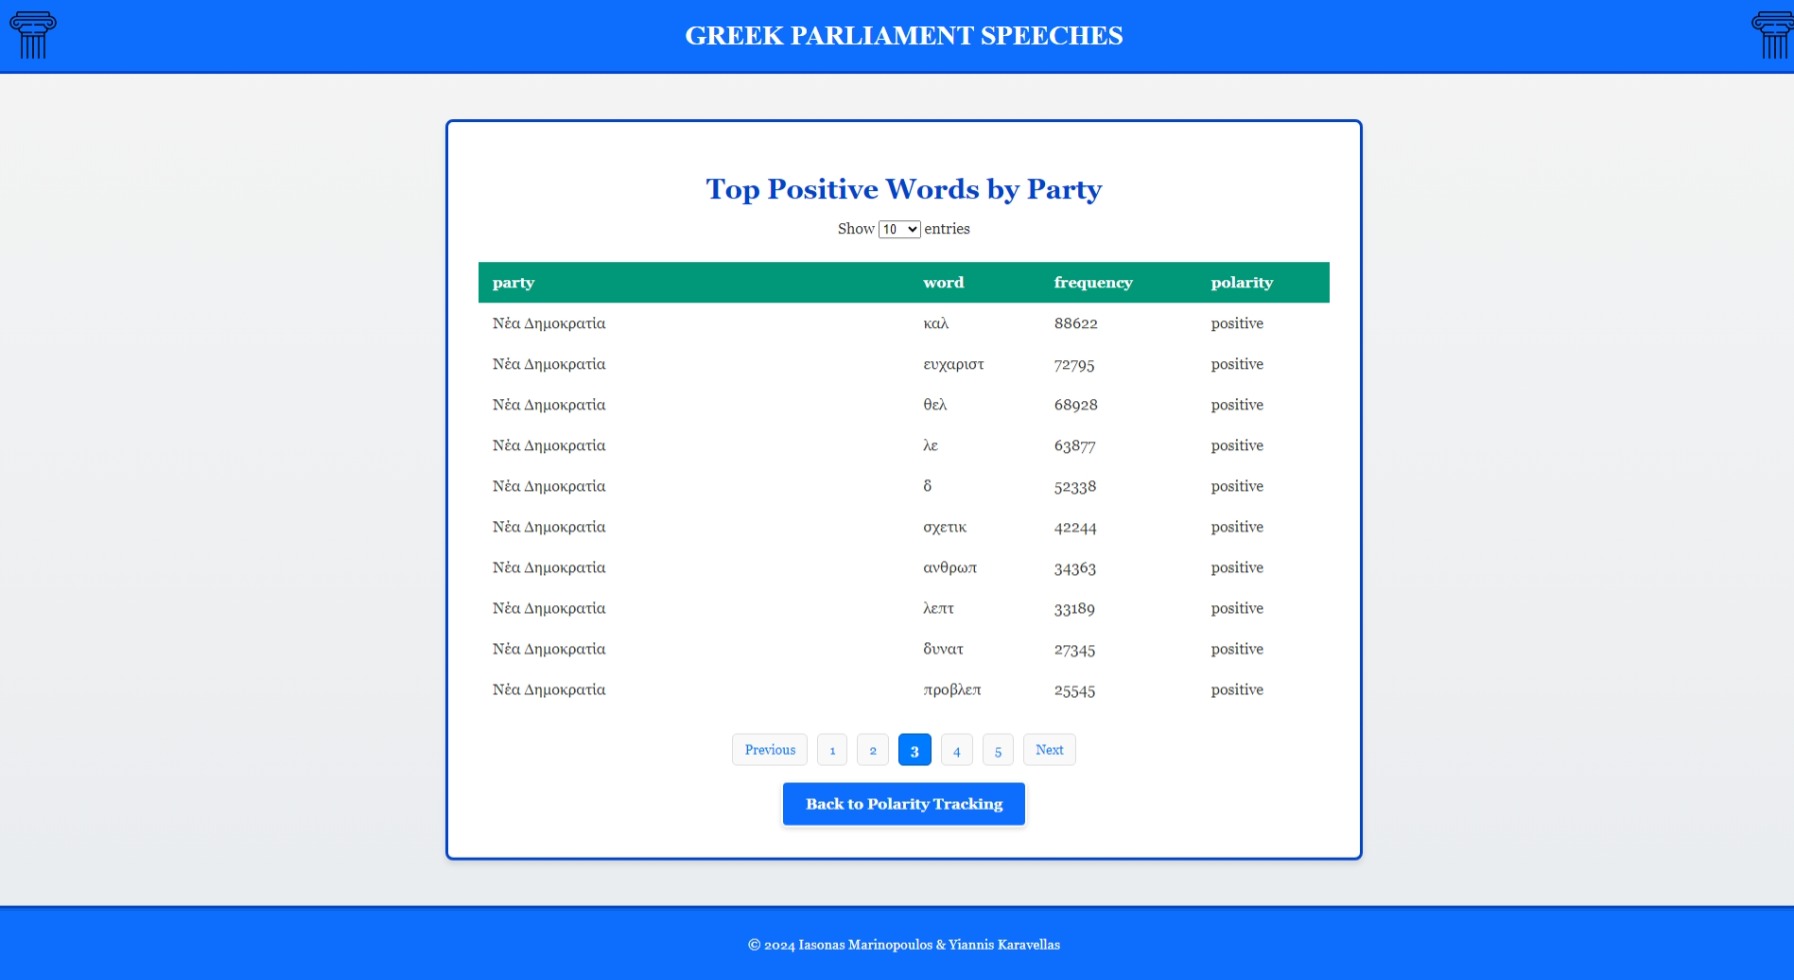 GREEK PARLIAMENT SPEECHES
Top Positive Words by Party
Show 10 entries
party word frequency polarity
Νέα Δημοκρατία καλ 88622 positive
Νέα Δημοκρατία ευχαριστ 72795 positive
Νέα Δημοκρατία θελ 68928 positive
Νέα Δημοκρατία λε 63877 positive
Νέα Δημοκρατία δ 52338 positive
Νέα Δημοκρατία σχετικ 42244 positive
Νέα Δημοκρατία ανθρωπ 34363 positive
Νέα Δημοκρατία λεπτ 33189 positive
Νέα Δημοκρατία δυνατ 27345 positive
Νέα Δημοκρατία προβλεπ 25545 positive
Previous 1 2 3 4 5 Next
Back to Polarity Tracking
© 2024 Iasonas Marinopoulos & Yiannis Karavellas